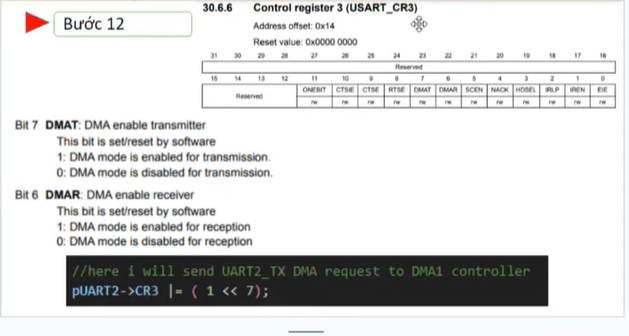 Bước 12
30.6.6 Control register 3 (USART_CR3)
Address offset: 0x14
Reset value: 0x0000 0000
31 30 29 28 27 26 25 24 23 22 21 20 19 18 17 16
Reserved
15 14 13 12 11 10 9 8 7 6 5 4 3 2 1 0
Reserved ONEBIT CTSIE CTSE RTSE DMAT DMAR SCEN NACK HDSEL IRLP IREN EIE
rw rw rw rw rw rw rw rw rw rw rw rw
Bit 7 DMAT: DMA enable transmitter
This bit is set/reset by software
1: DMA mode is enabled for transmission.
0: DMA mode is disabled for transmission.
Bit 6 DMAR: DMA enable receiver
This bit is set/reset by software
1: DMA mode is enabled for reception
0: DMA mode is disabled for reception
//here i will send UART2_TX DMA request to DMA1 controller
pUART2->CR3 |= ( 1 << 7);